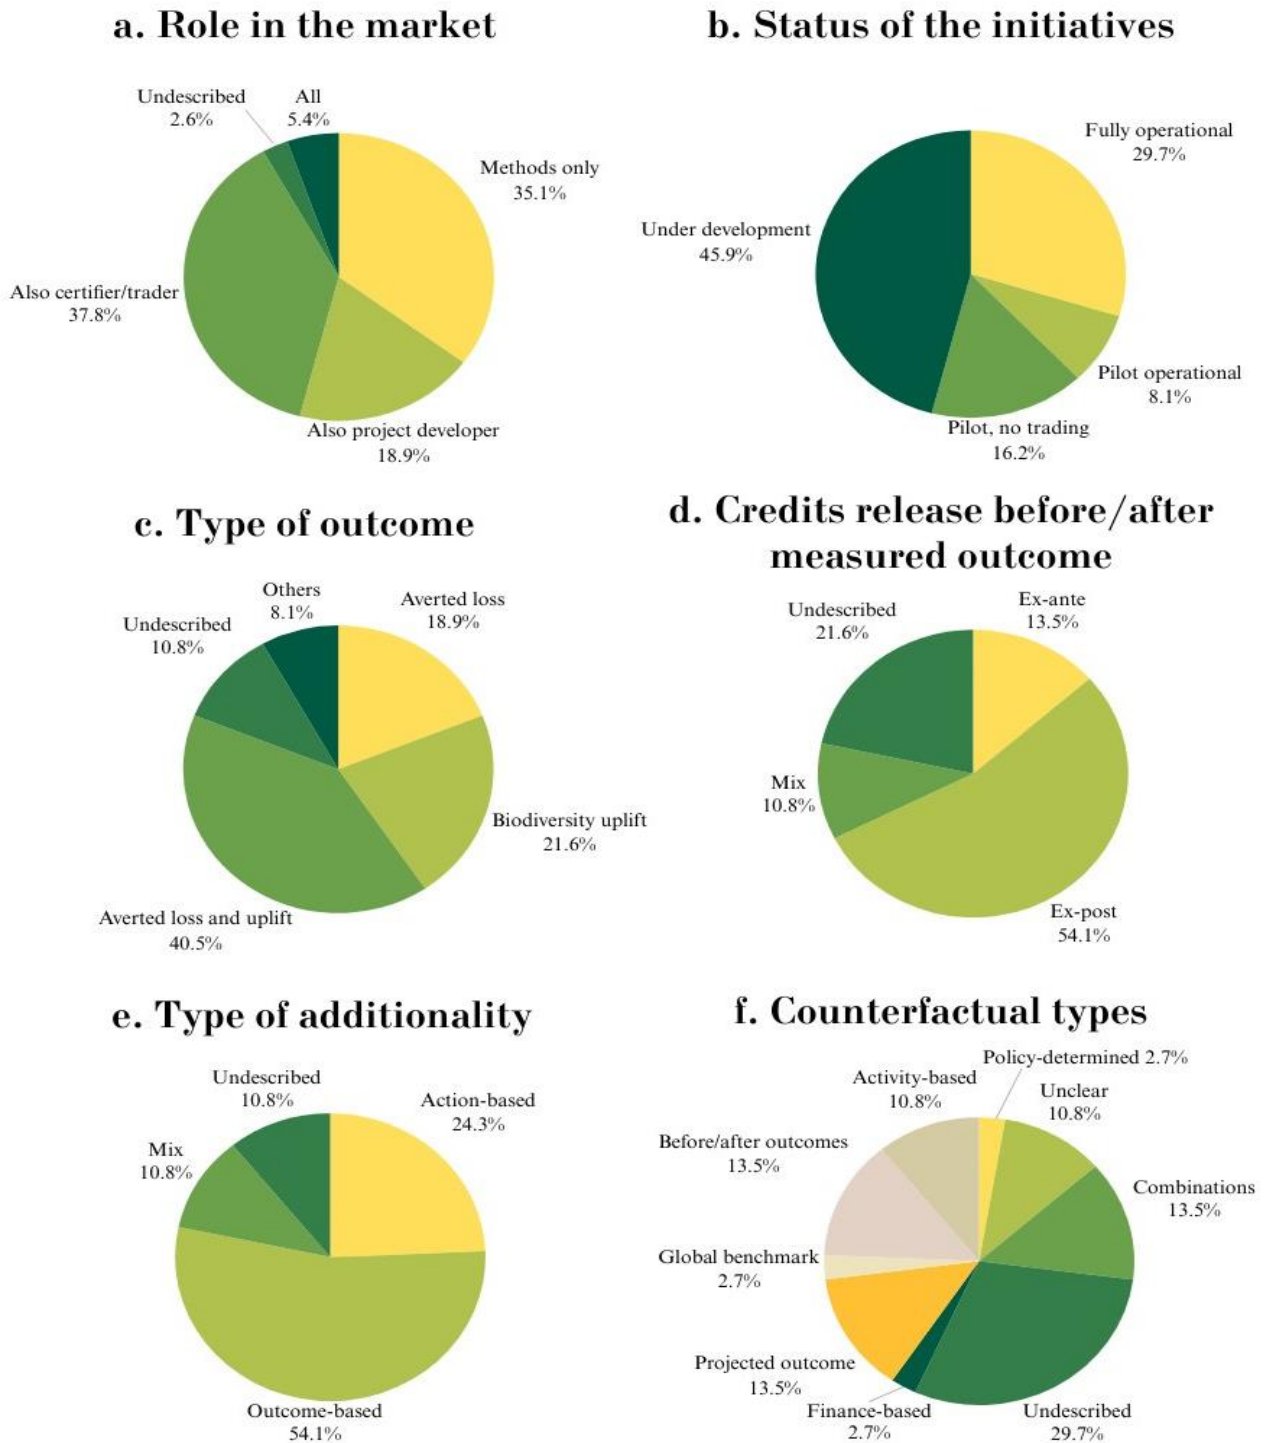 a. Role in the market
Undescribed
2.6%
All
5.4%
Methods only
35.1%
Also certifier/trader
37.8%
Also project developer
18.9%
b. Status of the initiatives
Fully operational
29.7%
Under development
45.9%
Pilot operational
8.1%
Pilot, no trading
16.2%
c. Type of outcome
Others
8.1%
Averted loss
18.9%
Undescribed
10.8%
Biodiversity uplift
21.6%
Averted loss and uplift
40.5%
d. Credits release before/after
measured outcome
Undescribed
21.6%
Ex-ante
13.5%
Mix
10.8%
Ex-post
54.1%
e. Type of additionality
Undescribed
10.8%
Action-based
24.3%
Mix
10.8%
Outcome-based
54.1%
f. Counterfactual types
Policy-determined 2.7%
Activity-based
10.8%
Unclear
10.8%
Before/after outcomes
13.5%
Combinations
13.5%
Global benchmark
2.7%
Projected outcome
13.5%
Finance-based
2.7%
Undescribed
29.7%